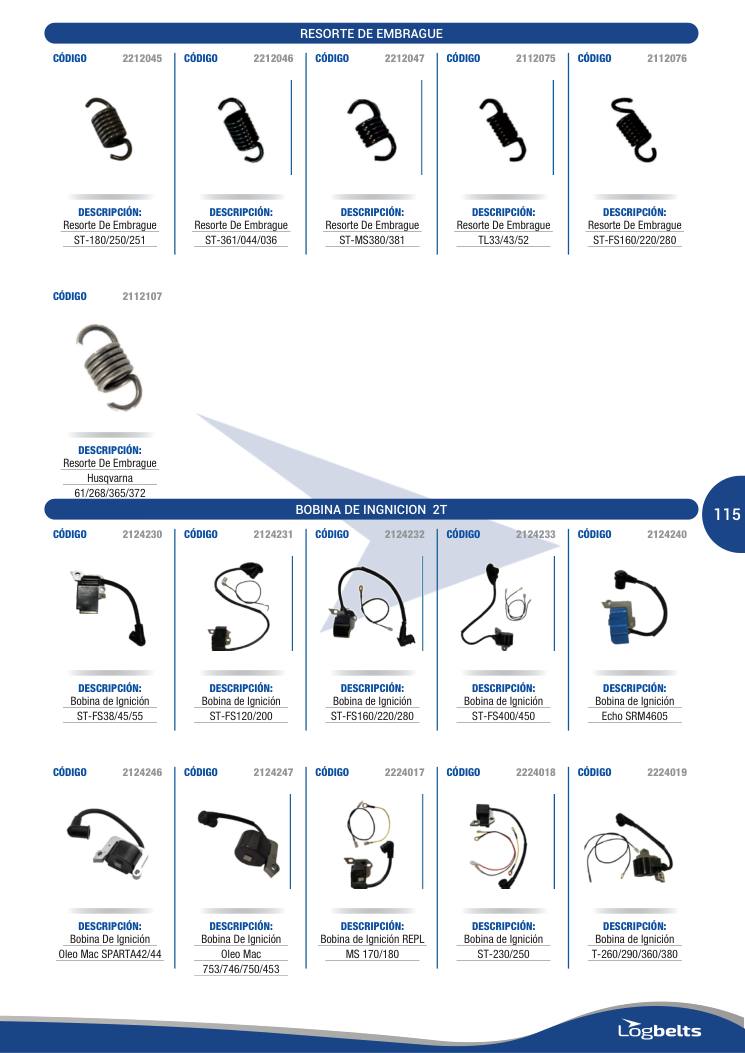 RESORTE DE EMBRAGUE
CÓDIGO 2212045
DESCRIPCIÓN:
Resorte De Embrague
ST-180/250/251
CÓDIGO 2212046
DESCRIPCIÓN:
Resorte De Embrague
ST-361/044/036
CÓDIGO 2212047
DESCRIPCIÓN:
Resorte De Embrague
ST-MS380/381
CÓDIGO 2112075
DESCRIPCIÓN:
Resorte De Embrague
TL33/43/52
CÓDIGO 2112076
DESCRIPCIÓN:
Resorte De Embrague
ST-FS160/220/280
CÓDIGO 2112107
DESCRIPCIÓN:
Resorte De Embrague
Husqvarna
61/268/365/372
115
BOBINA DE INGNICION 2T
CÓDIGO 2124230
DESCRIPCIÓN:
Bobina de Ignición
ST-FS38/45/55
CÓDIGO 2124231
DESCRIPCIÓN:
Bobina de Ignición
ST-FS120/200
CÓDIGO 2124232
DESCRIPCIÓN:
Bobina de Ignición
ST-FS160/220/280
CÓDIGO 2124233
DESCRIPCIÓN:
Bobina de Ignición
ST-FS400/450
CÓDIGO 2124240
DESCRIPCIÓN:
Bobina de Ignición
Echo SRM4605
CÓDIGO 2124246
DESCRIPCIÓN:
Bobina De Ignición
Oleo Mac SPARTA42/44
CÓDIGO 2124247
DESCRIPCIÓN:
Bobina De Ignición
Oleo Mac
753/746/750/453
CÓDIGO 2224017
DESCRIPCIÓN:
Bobina de Ignición REPL
MS 170/180
CÓDIGO 2224018
DESCRIPCIÓN:
Bobina de Ignición
ST-230/250
CÓDIGO 2224019
DESCRIPCIÓN:
Bobina de Ignición
T-260/290/360/380
Logbelts